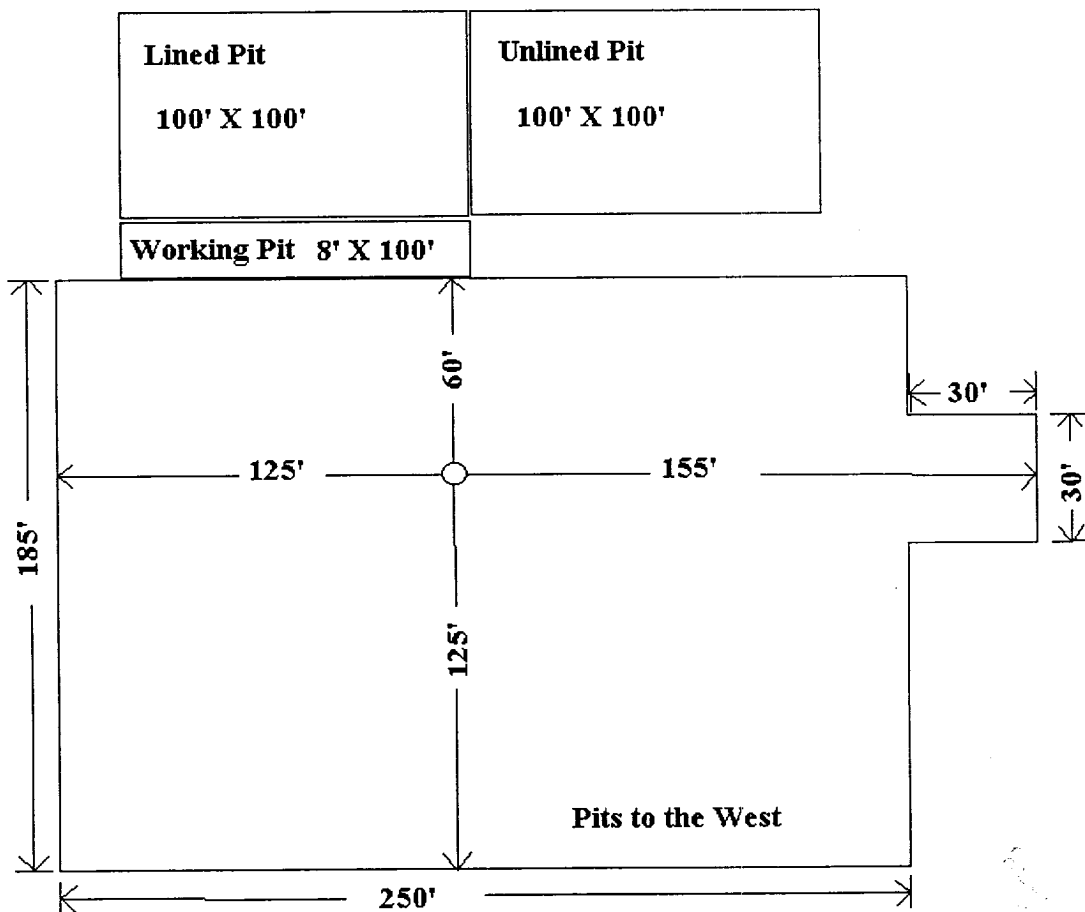 Lined Pit
100' X 100'
Unlined Pit
100' X 100'
Working Pit 8' X 100'
60'
30'
125'
155'
30'
185'
125'
Pits to the West
250'